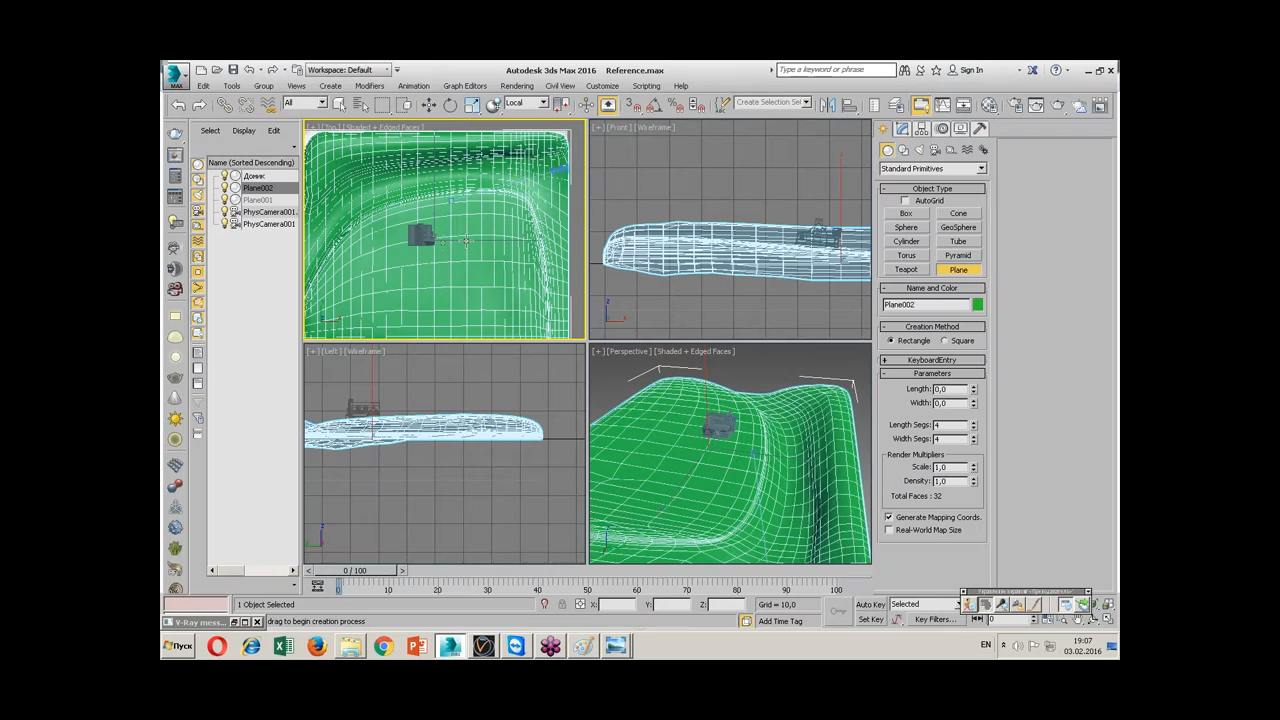 Workspace: Default
Autodesk 3ds Max 2016
Reference.max
Type a keyword or phrase
Sign In
MAX
Edit
Tools
Group
Views
Create
Modifiers
Animation
Graph Editors
Rendering
Civil View
Customize
Scripting
Help
All
Local
Create Selection Se
Select
Display
Edit
Name (Sorted Descending)
Домик
Plane002
Plane001
PhysCamera001.
PhysCamera001
[+] [Top] [Shaded + Edged Faces]
[+] [Front] [Wireframe]
[+] [Left] [Wireframe]
[+] [Perspective] [Shaded + Edged Faces]
Standard Primitives
Object Type
AutoGrid
Box
Cone
Sphere
GeoSphere
Cylinder
Tube
Torus
Pyramid
Teapot
Plane
Name and Color
Plane002
Creation Method
Rectangle
Square
KeyboardEntry
Parameters
Length: 0,0
Width: 0,0
Length Segs: 4
Width Segs: 4
Render Multipliers
Scale: 1,0
Density: 1,0
Total Faces : 32
Generate Mapping Coords.
Real-World Map Size
0 / 100
0
20
30
40
50
60
70
80
90
100
1 Object Selected
X:
Y:
Z:
Grid = 10,0
Auto Key
Selected
V-Ray mess...
drag to begin creation process
Add Time Tag
Set Key
Key Filters...
0
Пуск
EN
19:07
03.02.2016